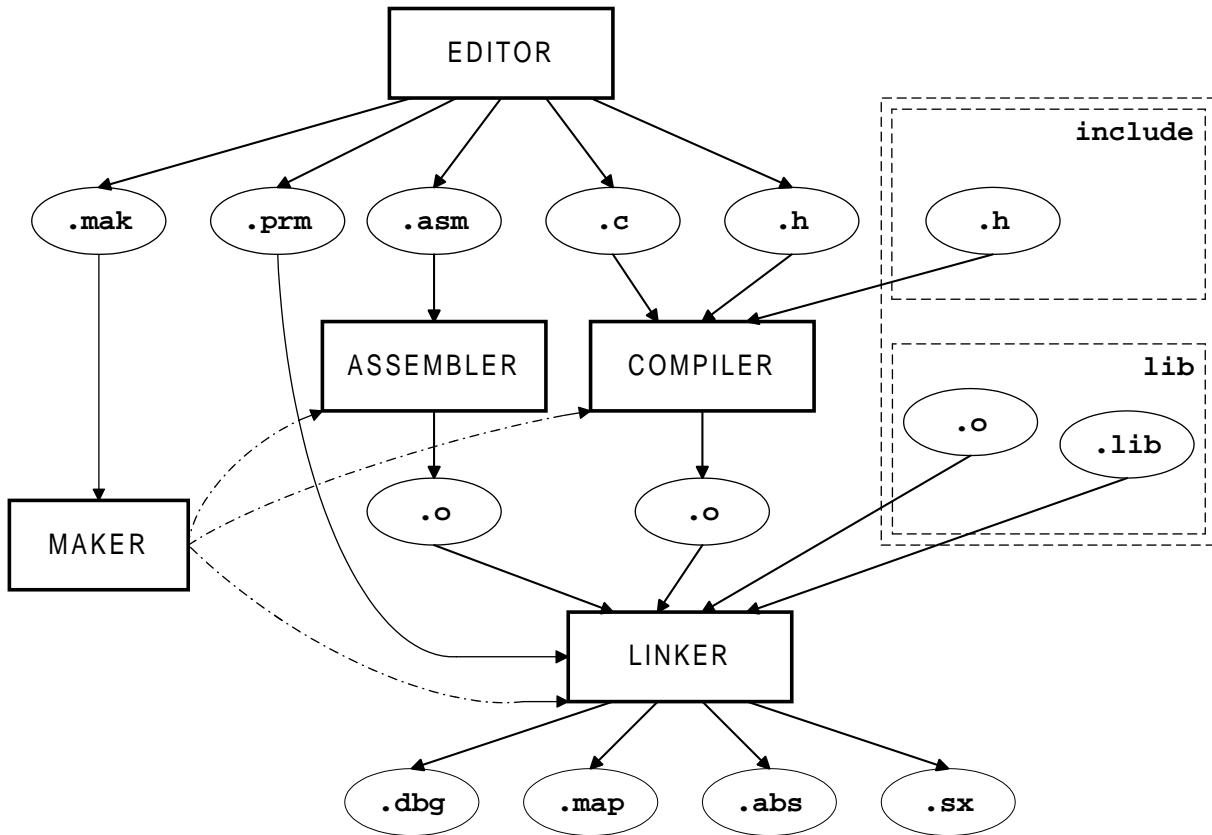 EDITOR
include
.mak
.prm
.asm
.c
.h
.h
ASSEMBLER
COMPILER
lib
.o
.lib
MAKER
.o
.o
LINKER
.dbg
.map
.abs
.sx